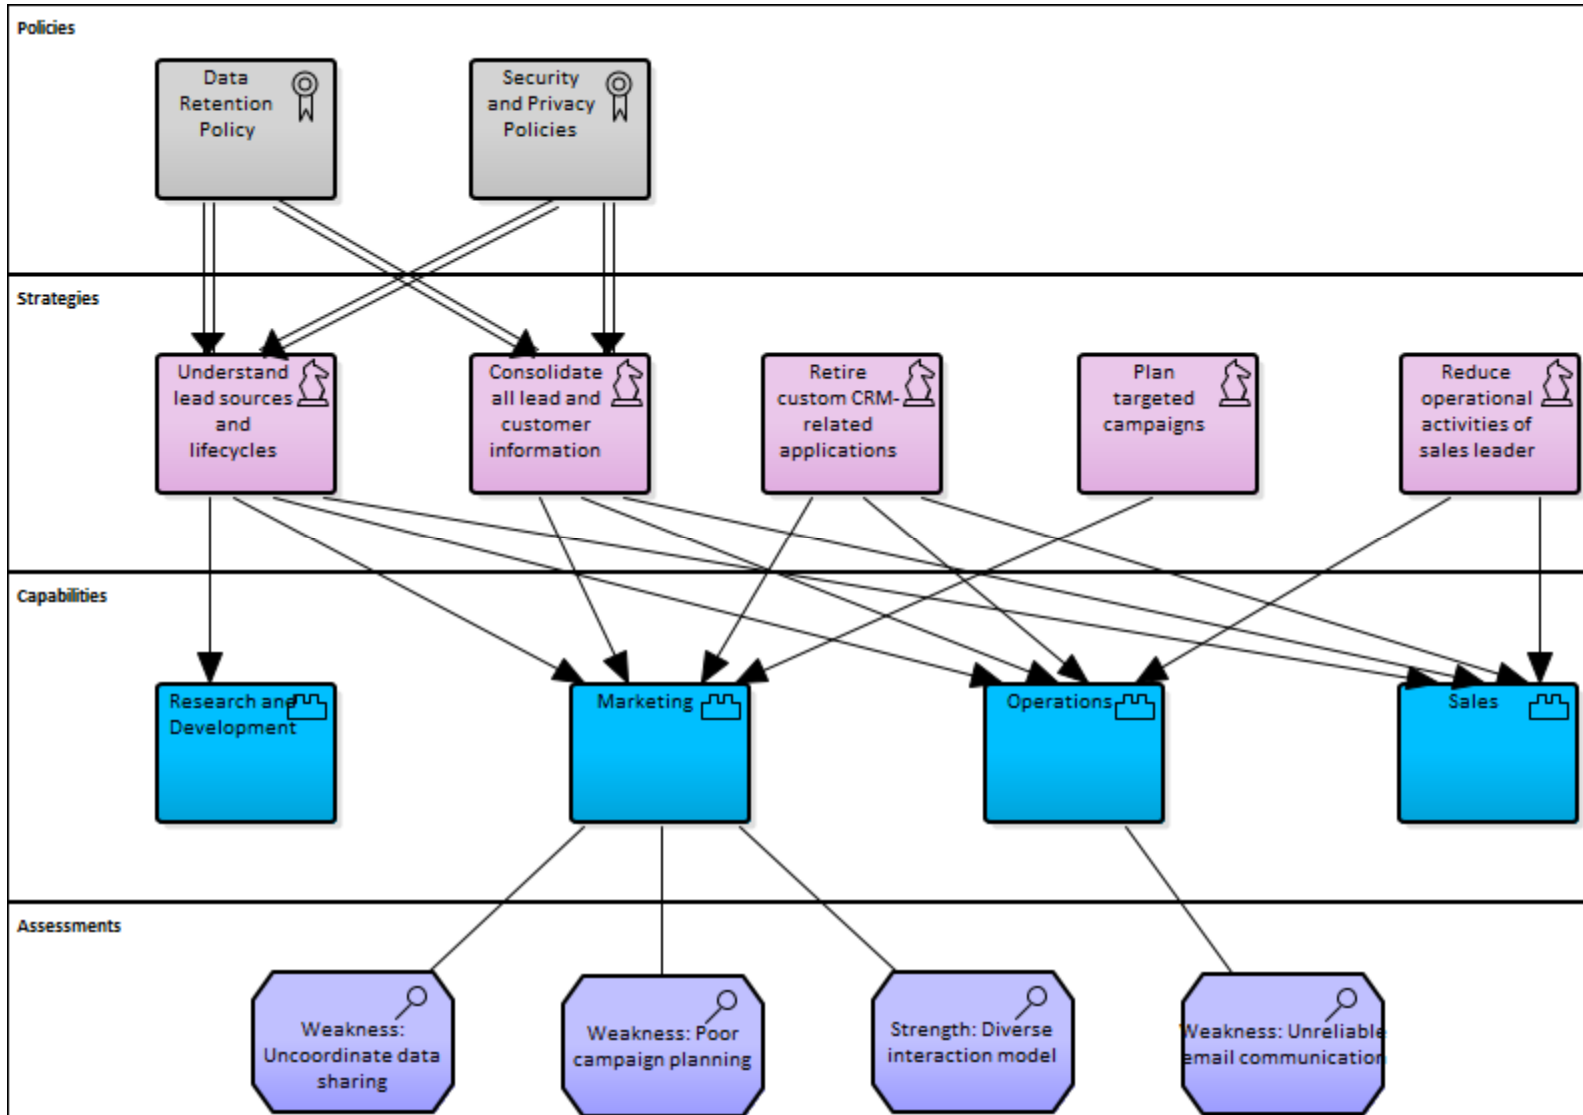 Policies
Data
Retention
Policy
Security
and Privacy
Policies
Strategies
Understand
lead sources
and
lifecycles
Consolidate
all lead and
customer
information
Retire
custom CRM-
related
applications
Plan
targeted
campaigns
Reduce
operational
activities of
sales leader
Capabilities
Research and
Development
Marketing
Operations
Sales
Assessments
Weakness:
Uncoordinate data
sharing
Weakness: Poor
campaign planning
Strength: Diverse
interaction model
Weakness: Unreliable
email communication